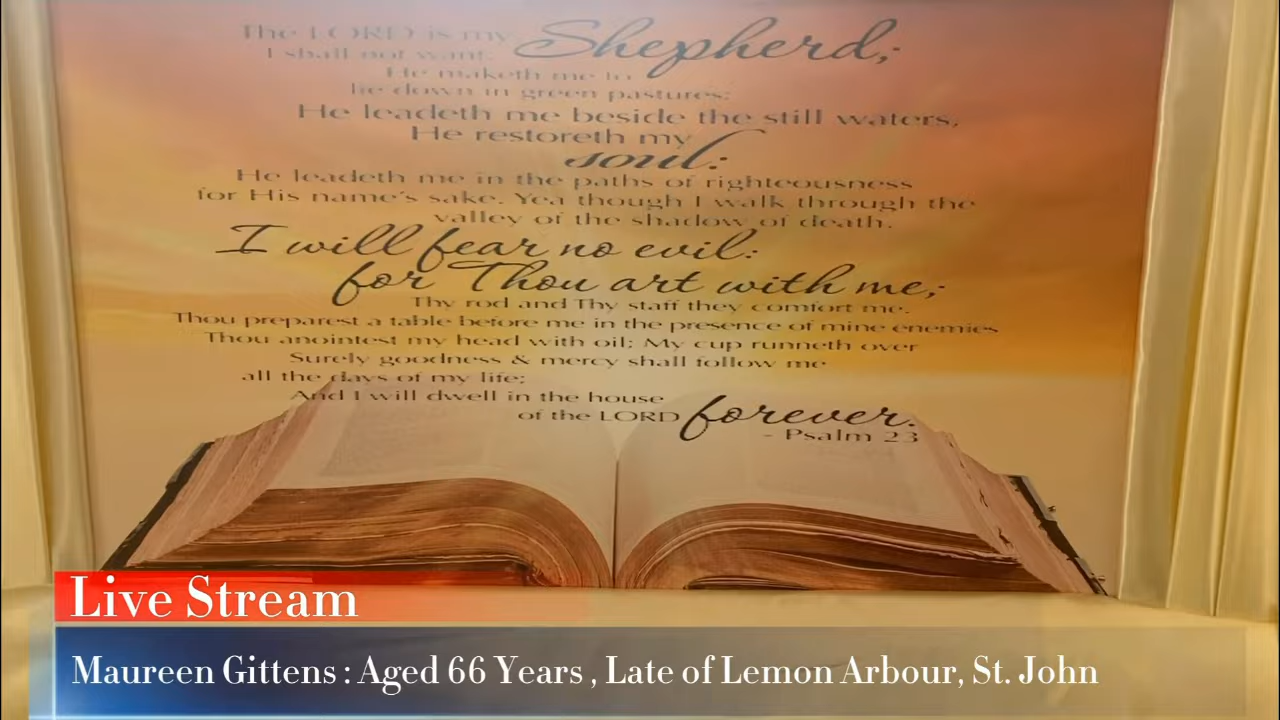 The LORD is my Shepherd;
I shall not want.
He maketh me to
lie down in green pastures:
He leadeth me beside the still waters,
He restoreth my
soul:
He leadeth me in the paths of righteousness
for His name's sake. Yea though I walk through the
valley of the shadow of death.
I will fear no evil:
for Thou art with me;
Thy rod and Thy staff they comfort me.
Thou preparest a table before me in the presence of mine enemies
Thou anointest my head with oil; My cup runneth over
Surely goodness & mercy shall follow me
all the days of my life;
And I will dwell in the house
of the LORD forever.
- Psalm 23
Live Stream
Maureen Gittens : Aged 66 Years , Late of Lemon Arbour, St. John